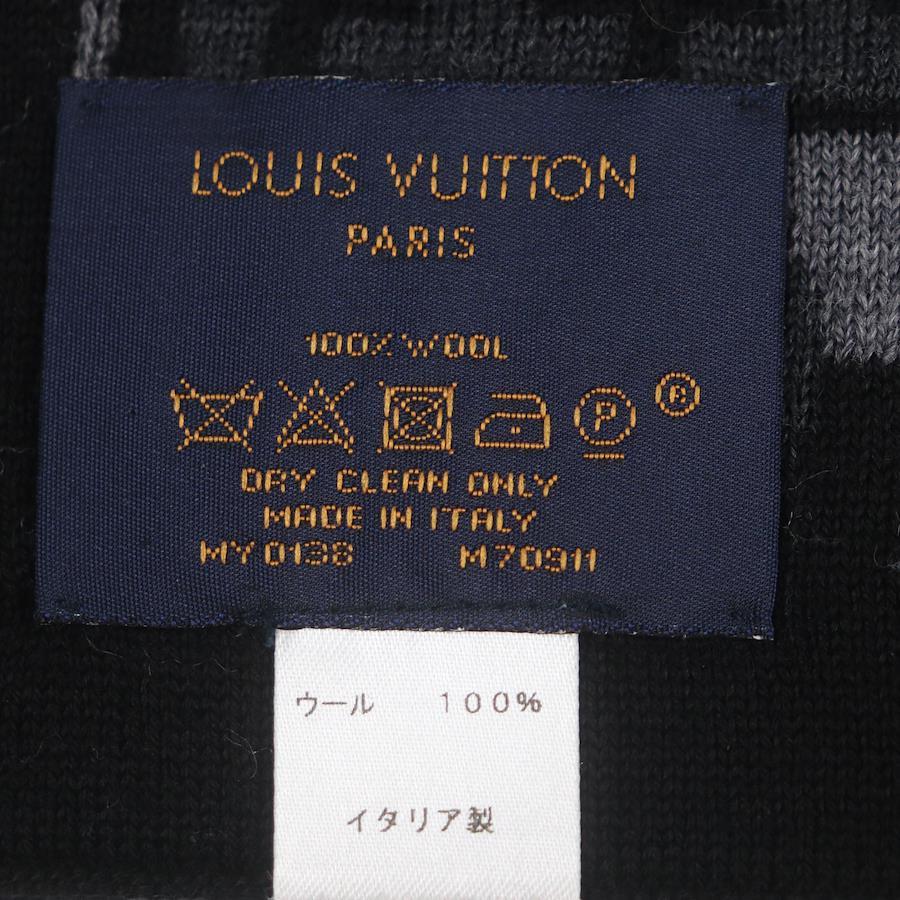 LOUIS VUITTON
PARIS
100% WOOL
P ®
DRY CLEAN ONLY
MADE IN ITALY
MY0138 M70911
ウール 100%
イタリア製